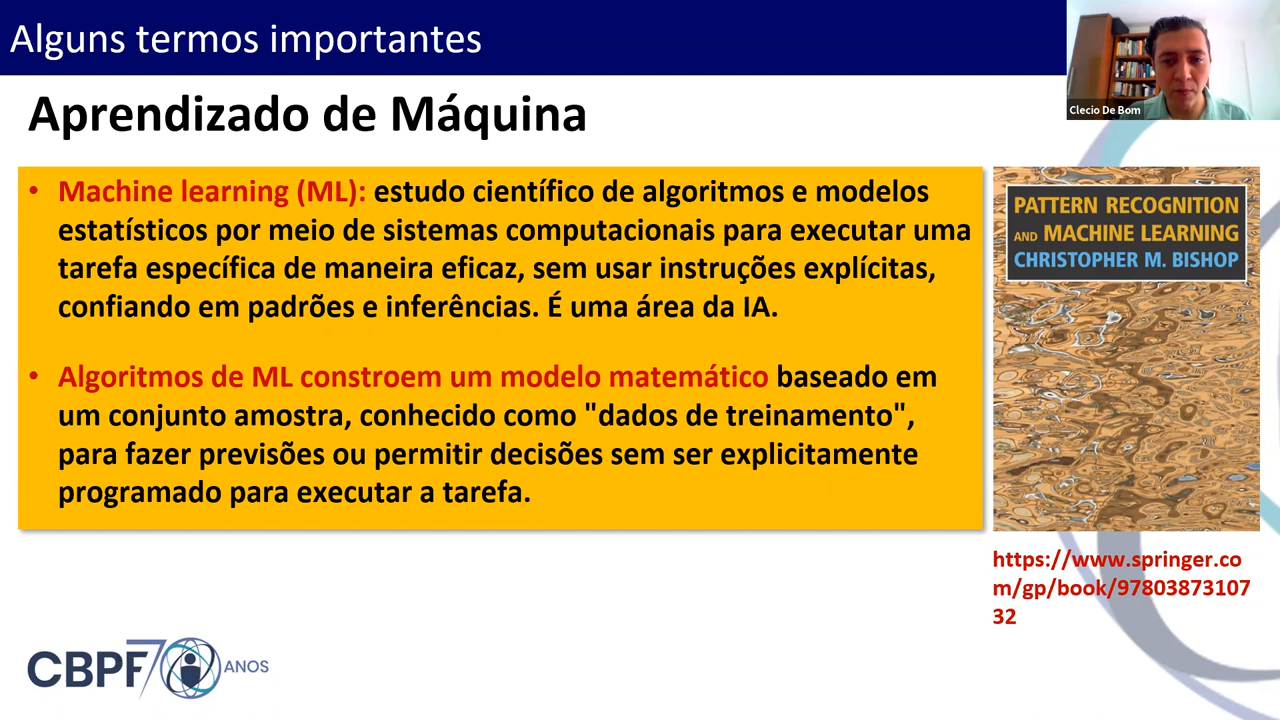 Alguns termos importantes
Clecio De Bom
Aprendizado de Máquina
• Machine learning (ML): estudo científico de algoritmos e modelos
estatísticos por meio de sistemas computacionais para executar uma
tarefa específica de maneira eficaz, sem usar instruções explícitas,
confiando em padrões e inferências. É uma área da IA.
• Algoritmos de ML constroem um modelo matemático baseado em
um conjunto amostra, conhecido como "dados de treinamento",
para fazer previsões ou permitir decisões sem ser explicitamente
programado para executar a tarefa.
PATTERN RECOGNITION
AND MACHINE LEARNING
CHRISTOPHER M. BISHOP
https://www.springer.co
m/gp/book/97803873107
32
CBPF 70 ANOS